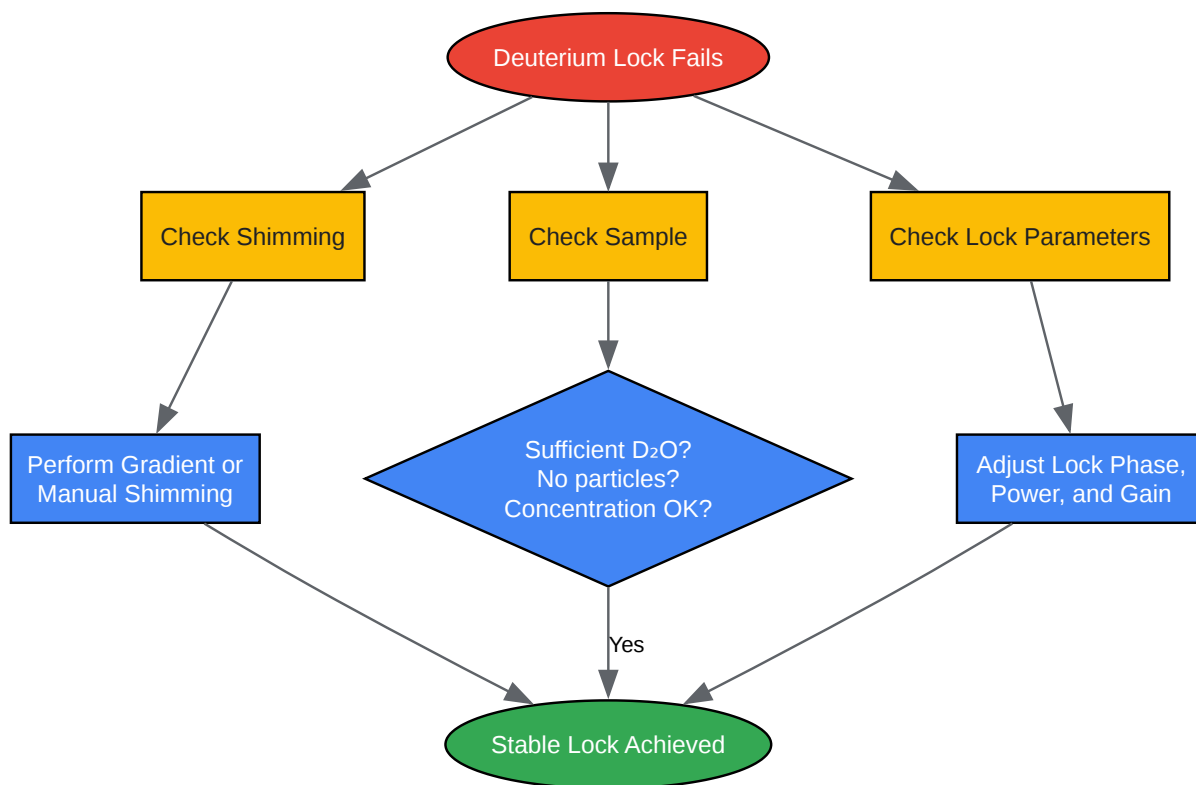 Deuterium Lock Fails
Check Shimming
Check Sample
Check Lock Parameters
Perform Gradient or
Manual Shimming
Sufficient D₂O?
No particles?
Concentration OK?
Adjust Lock Phase,
Power, and Gain
Yes
Stable Lock Achieved